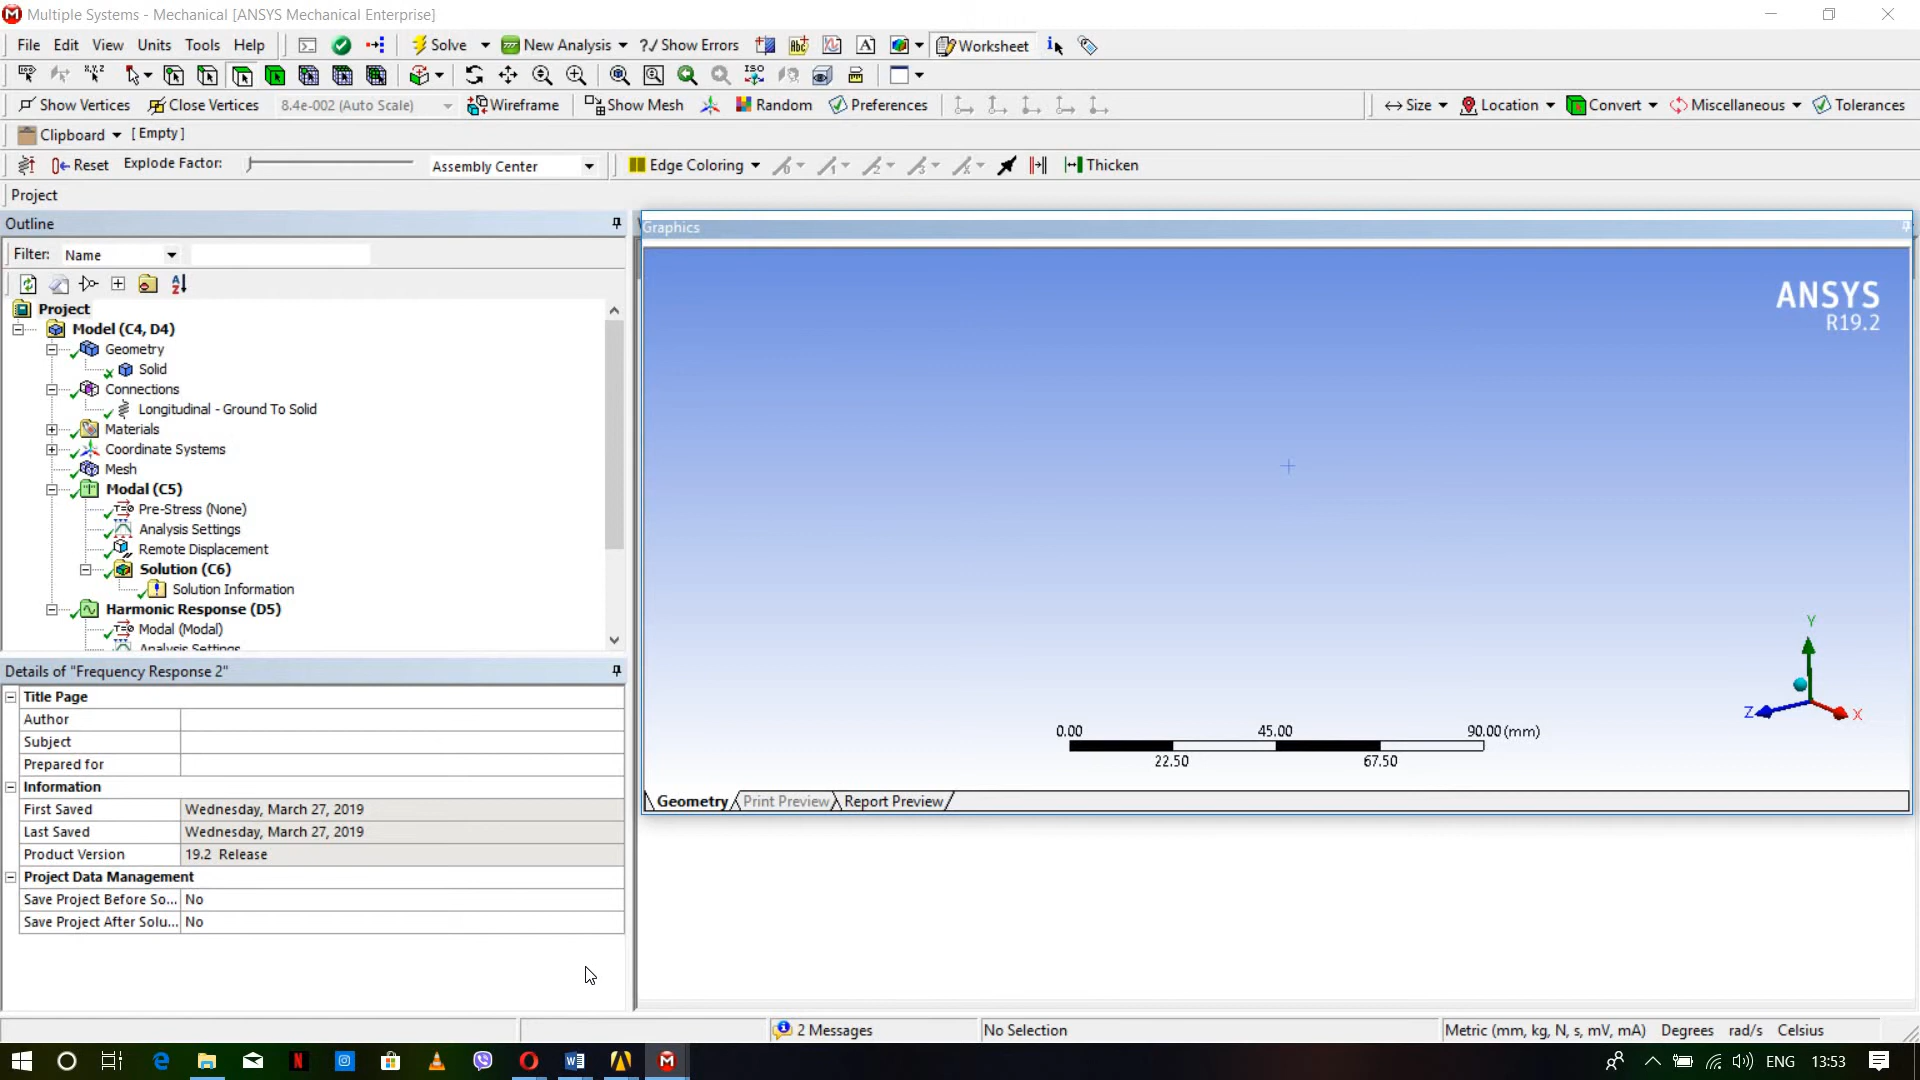 Multiple Systems - Mechanical [ANSYS Mechanical Enterprise]
File Edit View Units Tools Help Solve New Analysis ?/ Show Errors Worksheet
Show Vertices Close Vertices 8.4e-002 (Auto Scale) Wireframe Show Mesh Random Preferences Size Location Convert Miscellaneous Tolerances
Clipboard [ Empty ]
Reset Explode Factor: Assembly Center Edge Coloring Thicken
Project
Outline
Filter: Name
Project
Model (C4, D4)
Geometry
Solid
Connections
Longitudinal - Ground To Solid
Materials
Coordinate Systems
Mesh
Modal (C5)
Pre-Stress (None)
Analysis Settings
Remote Displacement
Solution (C6)
Solution Information
Harmonic Response (D5)
Modal (Modal)
Analysis Settings
Details of "Frequency Response 2"
Title Page
Author
Subject
Prepared for
Information
First Saved Wednesday, March 27, 2019
Last Saved Wednesday, March 27, 2019
Product Version 19.2 Release
Project Data Management
Save Project Before So... No
Save Project After Solu... No
Graphics
ANSYS
R19.2
Y
Z X
0.00 45.00 90.00 (mm)
22.50 67.50
Geometry Print Preview Report Preview
2 Messages No Selection Metric (mm, kg, N, s, mV, mA) Degrees rad/s Celsius
ENG 13:53